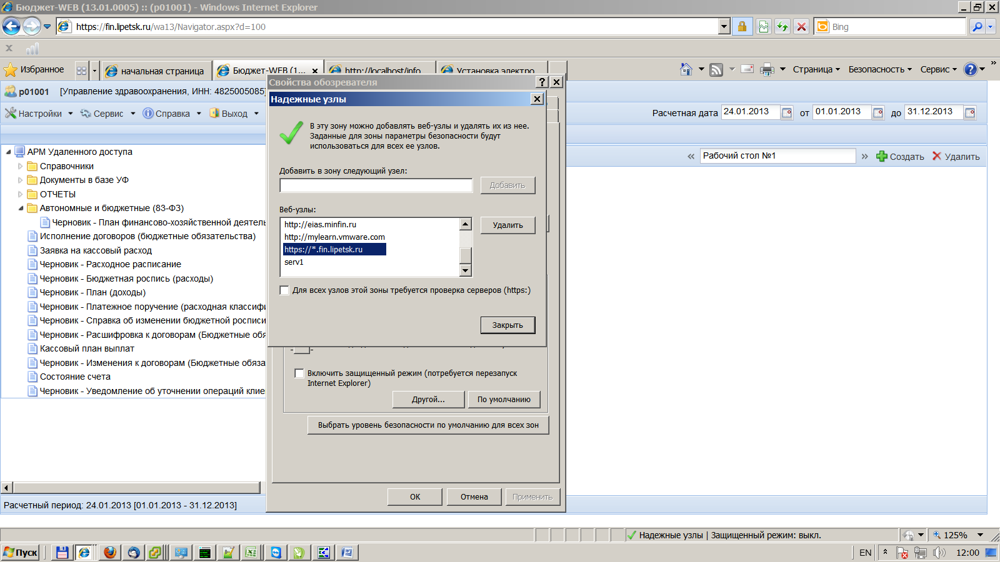 Бюджет-WEB (13.01.0005) :: (p01001) - Windows Internet Explorer
https://fin.lipetsk.ru/wa13/Navigator.aspx?d=100
Bing
Избранное
начальная страница
Бюджет-WEB (1...
http://localhost/info
Установка электро
Страница
Безопасность
Сервис
p01001 [Управление здравоохранения, ИНН: 4825005085]
Настройки
Сервис
Справка
Выход
Расчетная дата 24.01.2013 от 01.01.2013 до 31.12.2013
« Рабочий стол №1 » Создать Удалить
АРМ Удаленного доступа
Справочники
Документы в базе УФ
ОТЧЕТЫ
Автономные и бюджетные (83-ФЗ)
Черновик - План финансово-хозяйственной деятель
Исполнение договоров (бюджетные обязательства)
Заявка на кассовый расход
Черновик - Расходное расписание
Черновик - Бюджетная роспись (расходы)
Черновик - План (доходы)
Черновик - Платежное поручение (расходная классифи
Черновик - Справка об изменении бюджетной росписи
Черновик - Расшифровка к договорам (Бюджетные обя
Кассовый план выплат
Черновик - Изменения к договорам (Бюджетные обяза
Состояние счета
Черновик - Уведомление об уточнении операций клие
Расчетный период: 24.01.2013 [01.01.2013 - 31.12.2013]
Свойства обозревателя
Надежные узлы
В эту зону можно добавлять веб-узлы и удалять их из нее.
Заданные для зоны параметры безопасности будут
использоваться для всех ее узлов.
Добавить в зону следующий узел:
Добавить
Веб-узлы:
http://eias.minfin.ru
http://mylearn.vmware.com
https://*.fin.lipetsk.ru
serv1
Удалить
Для всех узлов этой зоны требуется проверка серверов (https:)
Закрыть
Включить защищенный режим (потребуется перезапуск
Internet Explorer)
Другой...
По умолчанию
Выбрать уровень безопасности по умолчанию для всех зон
ОК
Отмена
Применить
Надежные узлы | Защищенный режим: выкл.
125%
Пуск
EN
12:00